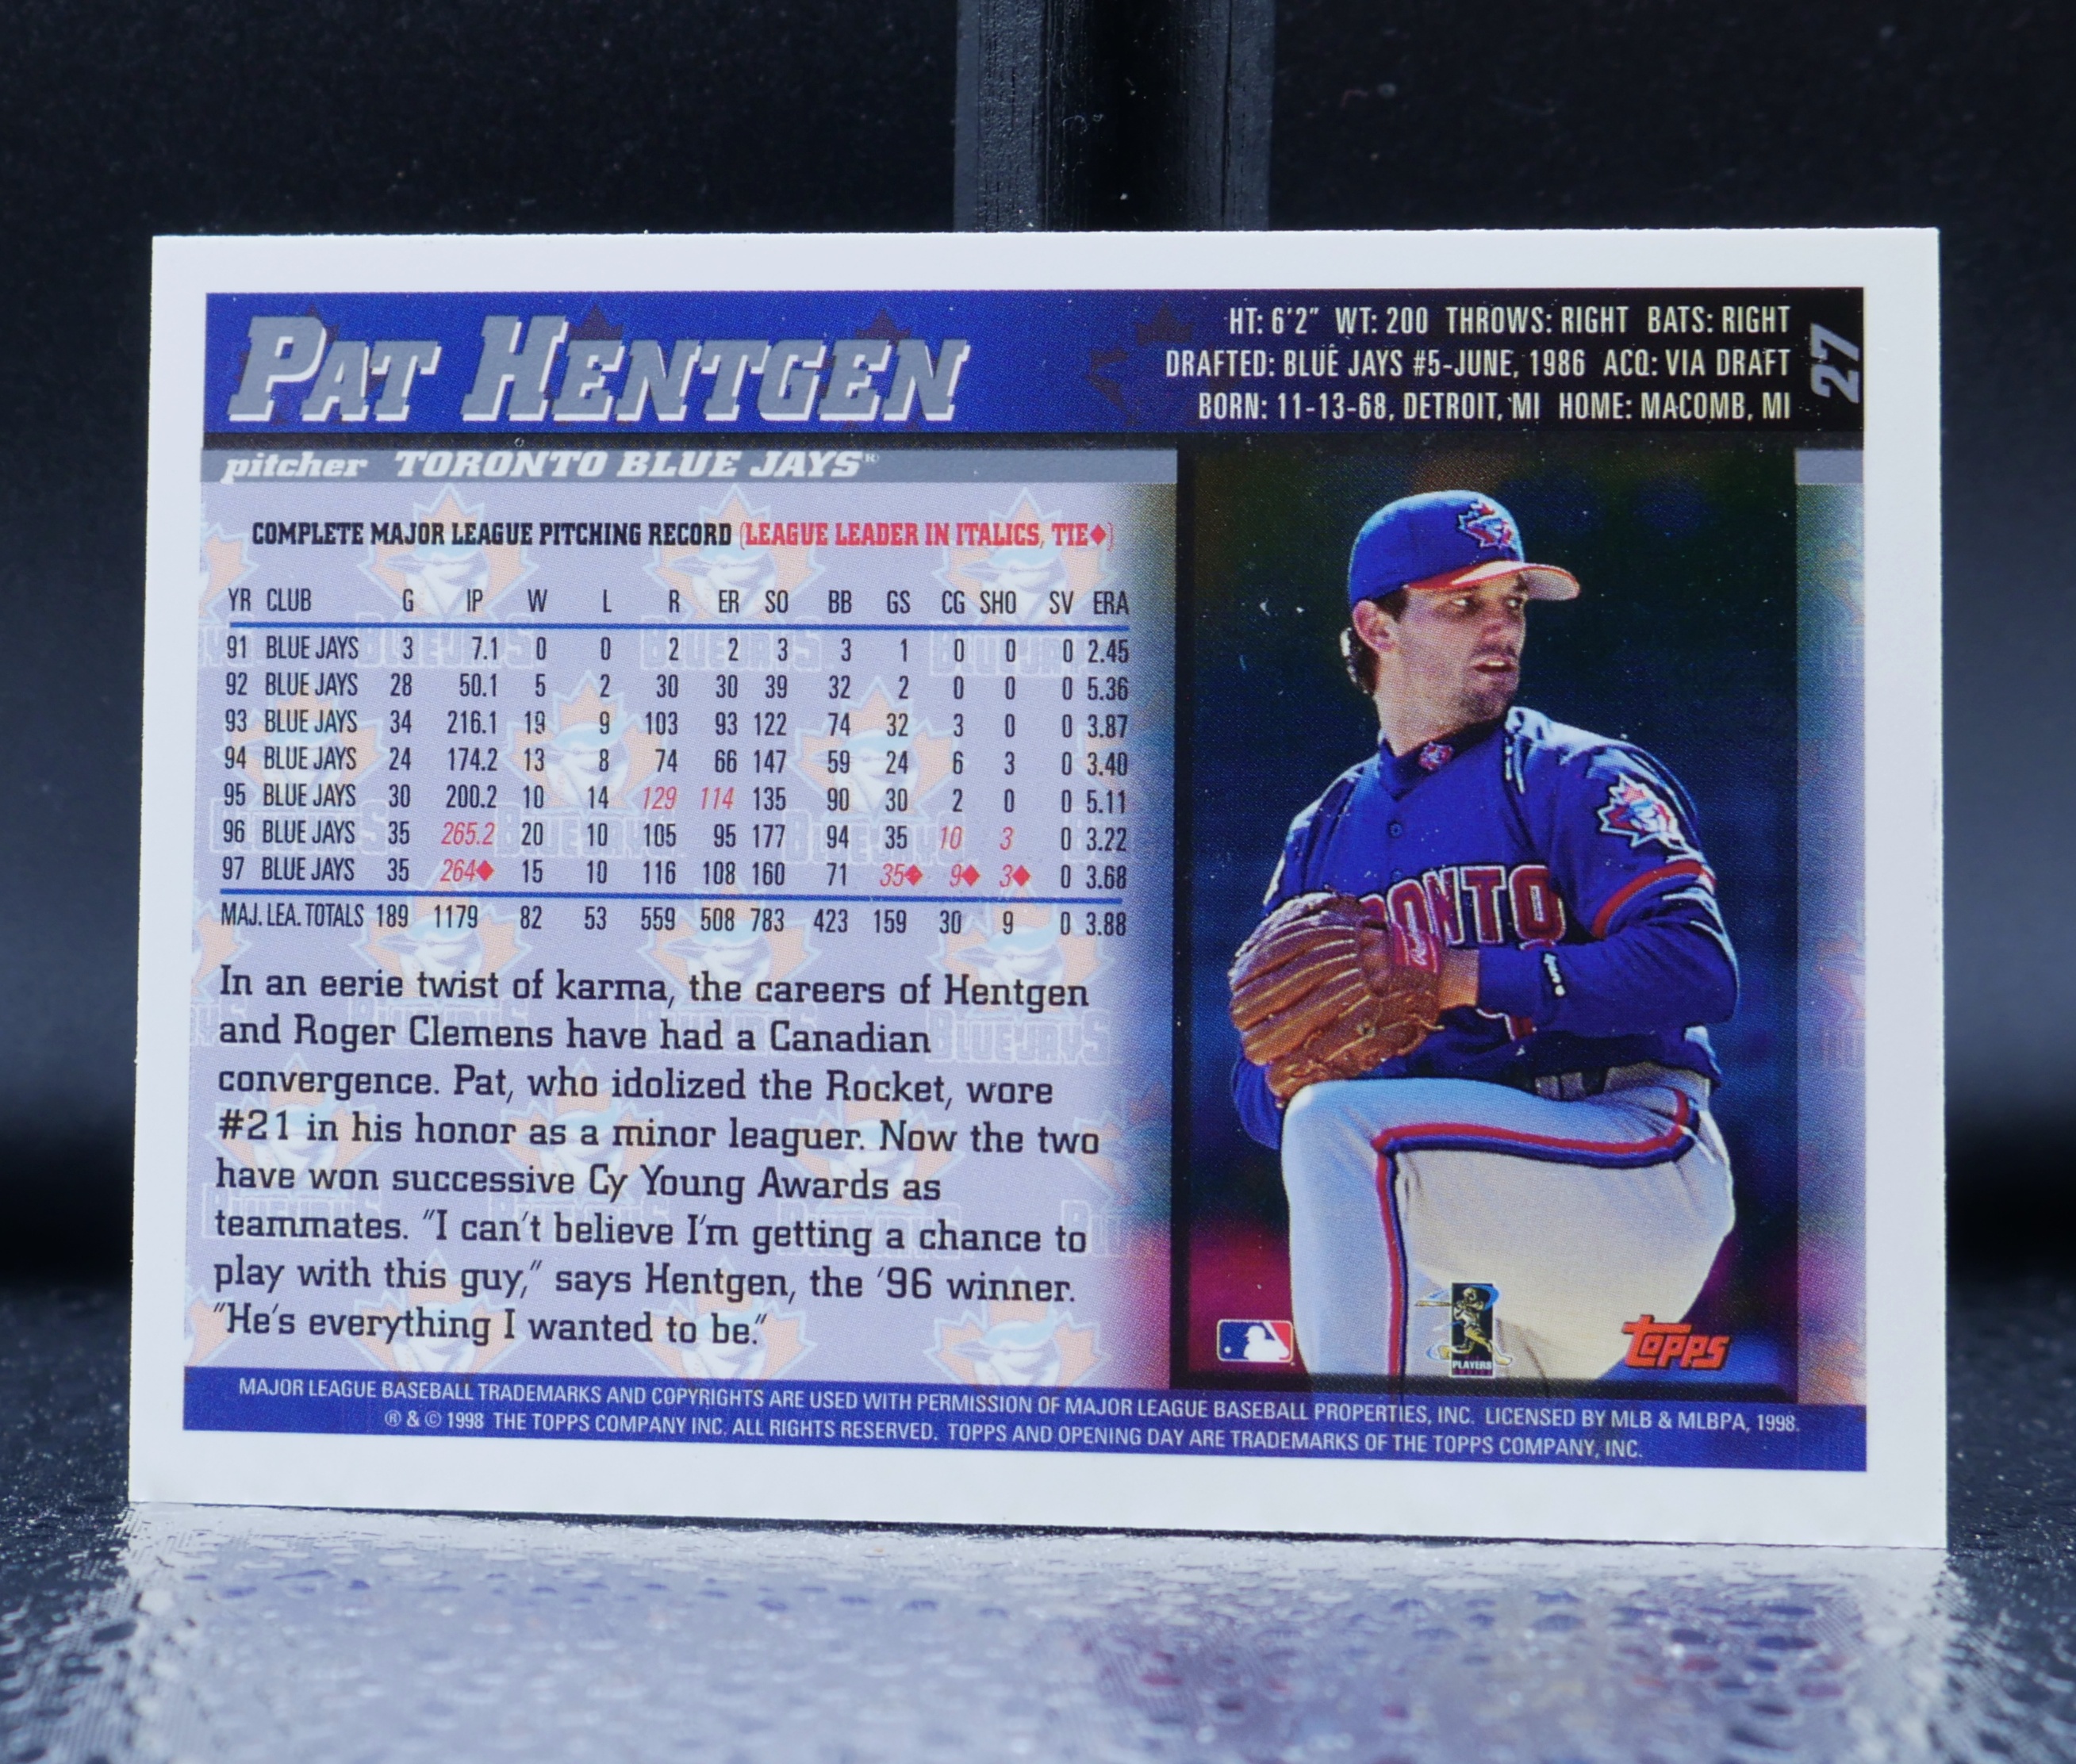 PAT HENTGEN
HT: 6'2" WT: 200 THROWS: RIGHT BATS: RIGHT
DRAFTED: BLUE JAYS #5-JUNE, 1986 ACQ: VIA DRAFT
BORN: 11-13-68, DETROIT, MI HOME: MACOMB, MI
27
pitcher TORONTO BLUE JAYS®
COMPLETE MAJOR LEAGUE PITCHING RECORD (LEAGUE LEADER IN ITALICS, TIE♦)
YR CLUB G IP W L R ER SO BB GS CG SHO SV ERA
91 BLUE JAYS 3 7.1 0 0 2 2 3 3 1 0 0 0 2.45
92 BLUE JAYS 28 50.1 5 2 30 30 39 32 2 0 0 0 5.36
93 BLUE JAYS 34 216.1 19 9 103 93 122 74 32 3 0 0 3.87
94 BLUE JAYS 24 174.2 13 8 74 66 147 59 24 6 3 0 3.40
95 BLUE JAYS 30 200.2 10 14 129 114 135 90 30 2 0 0 5.11
96 BLUE JAYS 35 265.2 20 10 105 95 177 94 35 10 3 0 3.22
97 BLUE JAYS 35 264♦ 15 10 116 108 160 71 35♦ 9♦ 3♦ 0 3.68
MAJ. LEA. TOTALS 189 1179 82 53 559 508 783 423 159 30 9 0 3.88
In an eerie twist of karma, the careers of Hentgen
and Roger Clemens have had a Canadian
convergence. Pat, who idolized the Rocket, wore
#21 in his honor as a minor leaguer. Now the two
have won successive Cy Young Awards as
teammates. "I can't believe I'm getting a chance to
play with this guy," says Hentgen, the '96 winner.
"He's everything I wanted to be."
RONTO
PLAYERS
TOPPS
MAJOR LEAGUE BASEBALL TRADEMARKS AND COPYRIGHTS ARE USED WITH PERMISSION OF MAJOR LEAGUE BASEBALL PROPERTIES, INC. LICENSED BY MLB & MLBPA, 1998.
® & © 1998 THE TOPPS COMPANY INC. ALL RIGHTS RESERVED. TOPPS AND OPENING DAY ARE TRADEMARKS OF THE TOPPS COMPANY, INC.